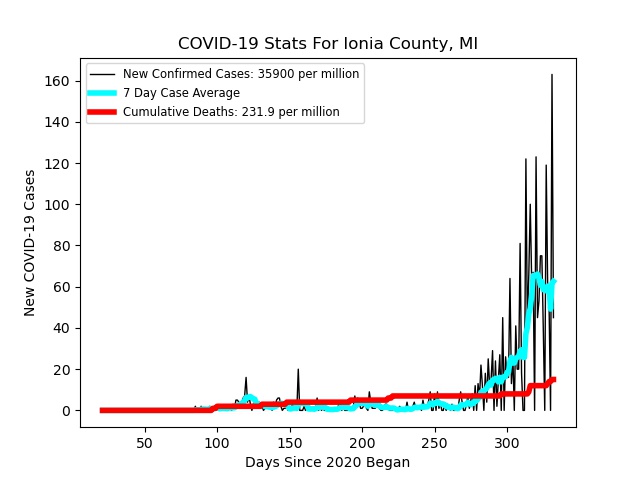 COVID-19 Stats For Ionia County, MI
New Confirmed Cases: 35900 per million
7 Day Case Average
Cumulative Deaths: 231.9 per million
New COVID-19 Cases
160
140
120
100
80
60
40
20
0
50 100 150 200 250 300
Days Since 2020 Began